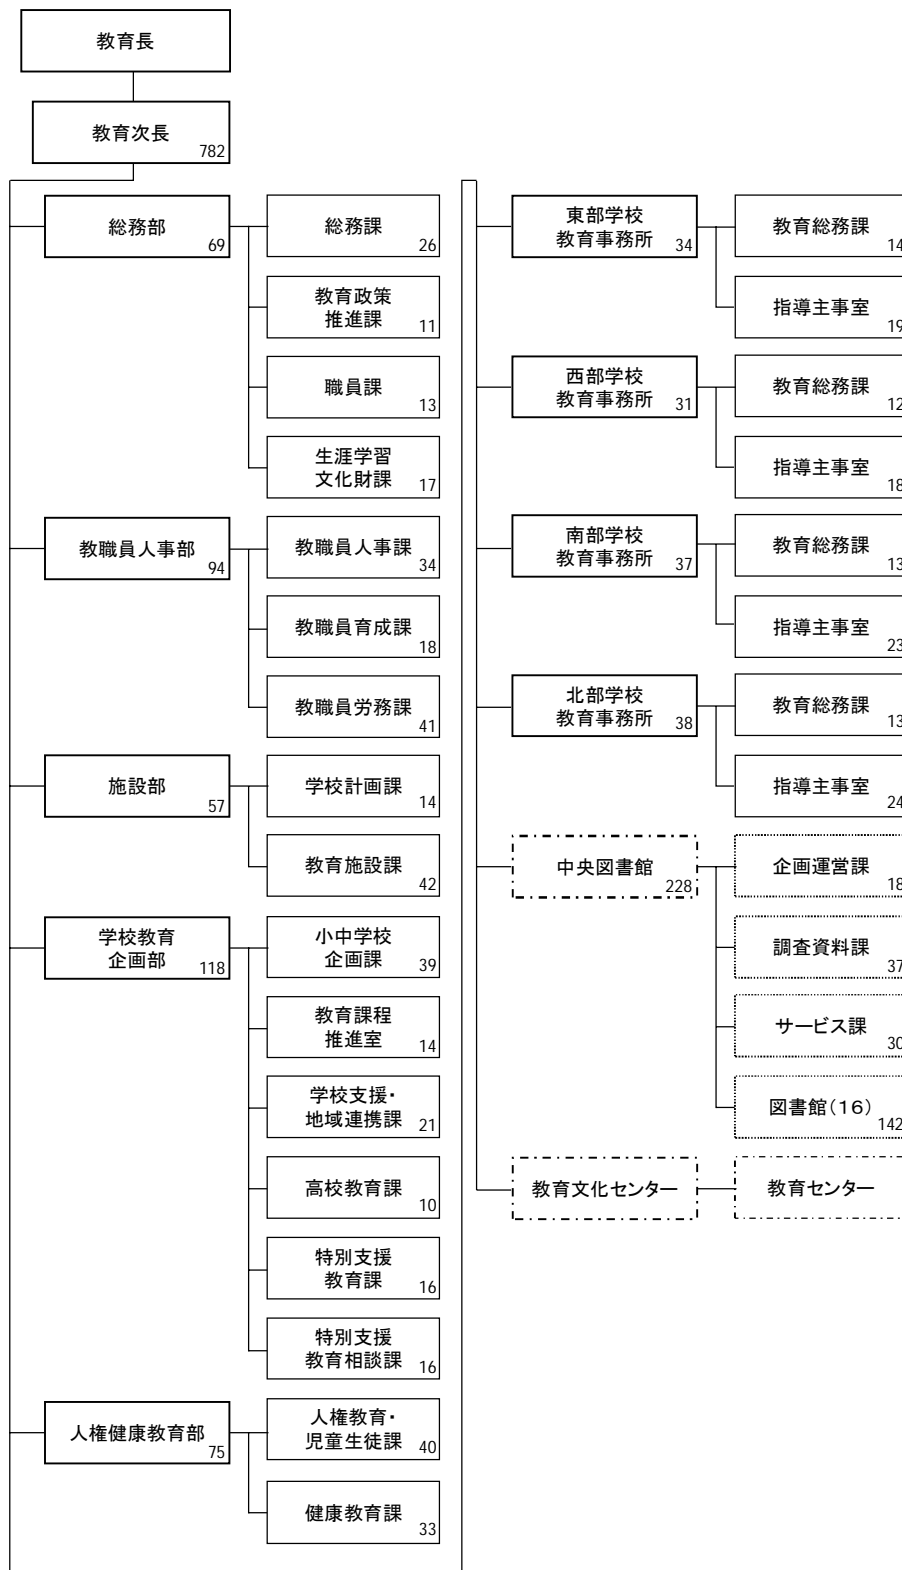 教育長
教育次長
782
総務部
69
総務課
26
教育政策
推進課
11
職員課
13
生涯学習
文化財課
17
教職員人事部
94
教職員人事課
34
教職員育成課
18
教職員労務課
41
施設部
57
学校計画課
14
教育施設課
42
学校教育
企画部
118
小中学校
企画課
39
教育課程
推進室
14
学校支援・
地域連携課
21
高校教育課
10
特別支援
教育課
16
特別支援
教育相談課
16
人権健康教育部
75
人権教育・
児童生徒課
40
健康教育課
33
東部学校
教育事務所
34
教育総務課
14
指導主事室
19
西部学校
教育事務所
31
教育総務課
12
指導主事室
18
南部学校
教育事務所
37
教育総務課
13
指導主事室
23
北部学校
教育事務所
38
教育総務課
13
指導主事室
24
中央図書館
228
企画運営課
18
調査資料課
37
サービス課
30
図書館(16)
142
教育文化センター
教育センター